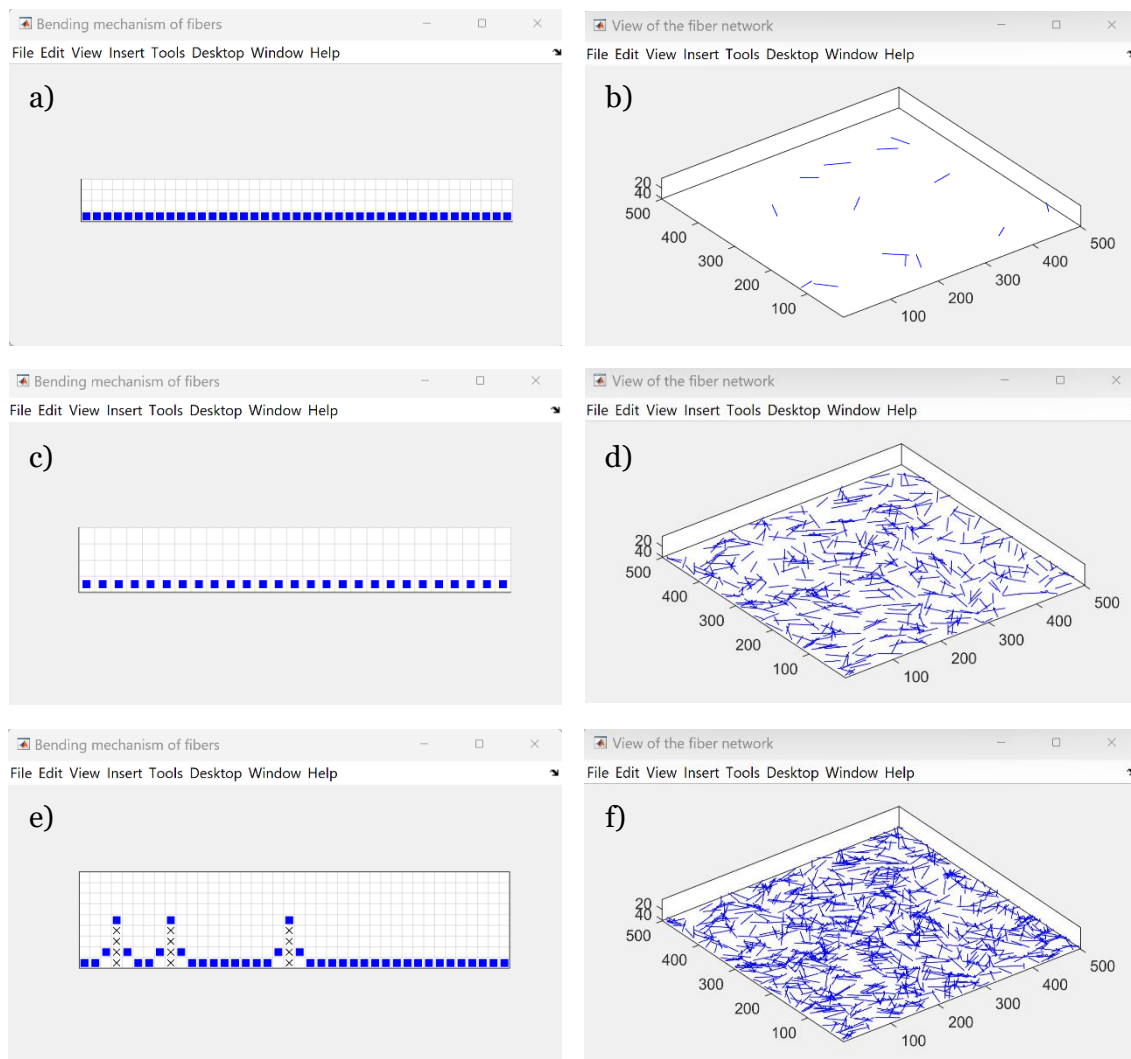 Bending mechanism of fibers
File Edit View Insert Tools Desktop Window Help
a)
View of the fiber network
File Edit View Insert Tools Desktop Window Help
b)
20
40
500
400
300
200
100
100
200
300
400
500
Bending mechanism of fibers
File Edit View Insert Tools Desktop Window Help
c)
View of the fiber network
File Edit View Insert Tools Desktop Window Help
d)
20
40
500
400
300
200
100
100
200
300
400
500
Bending mechanism of fibers
File Edit View Insert Tools Desktop Window Help
e)
View of the fiber network
File Edit View Insert Tools Desktop Window Help
f)
20
40
500
400
300
200
100
100
200
300
400
500